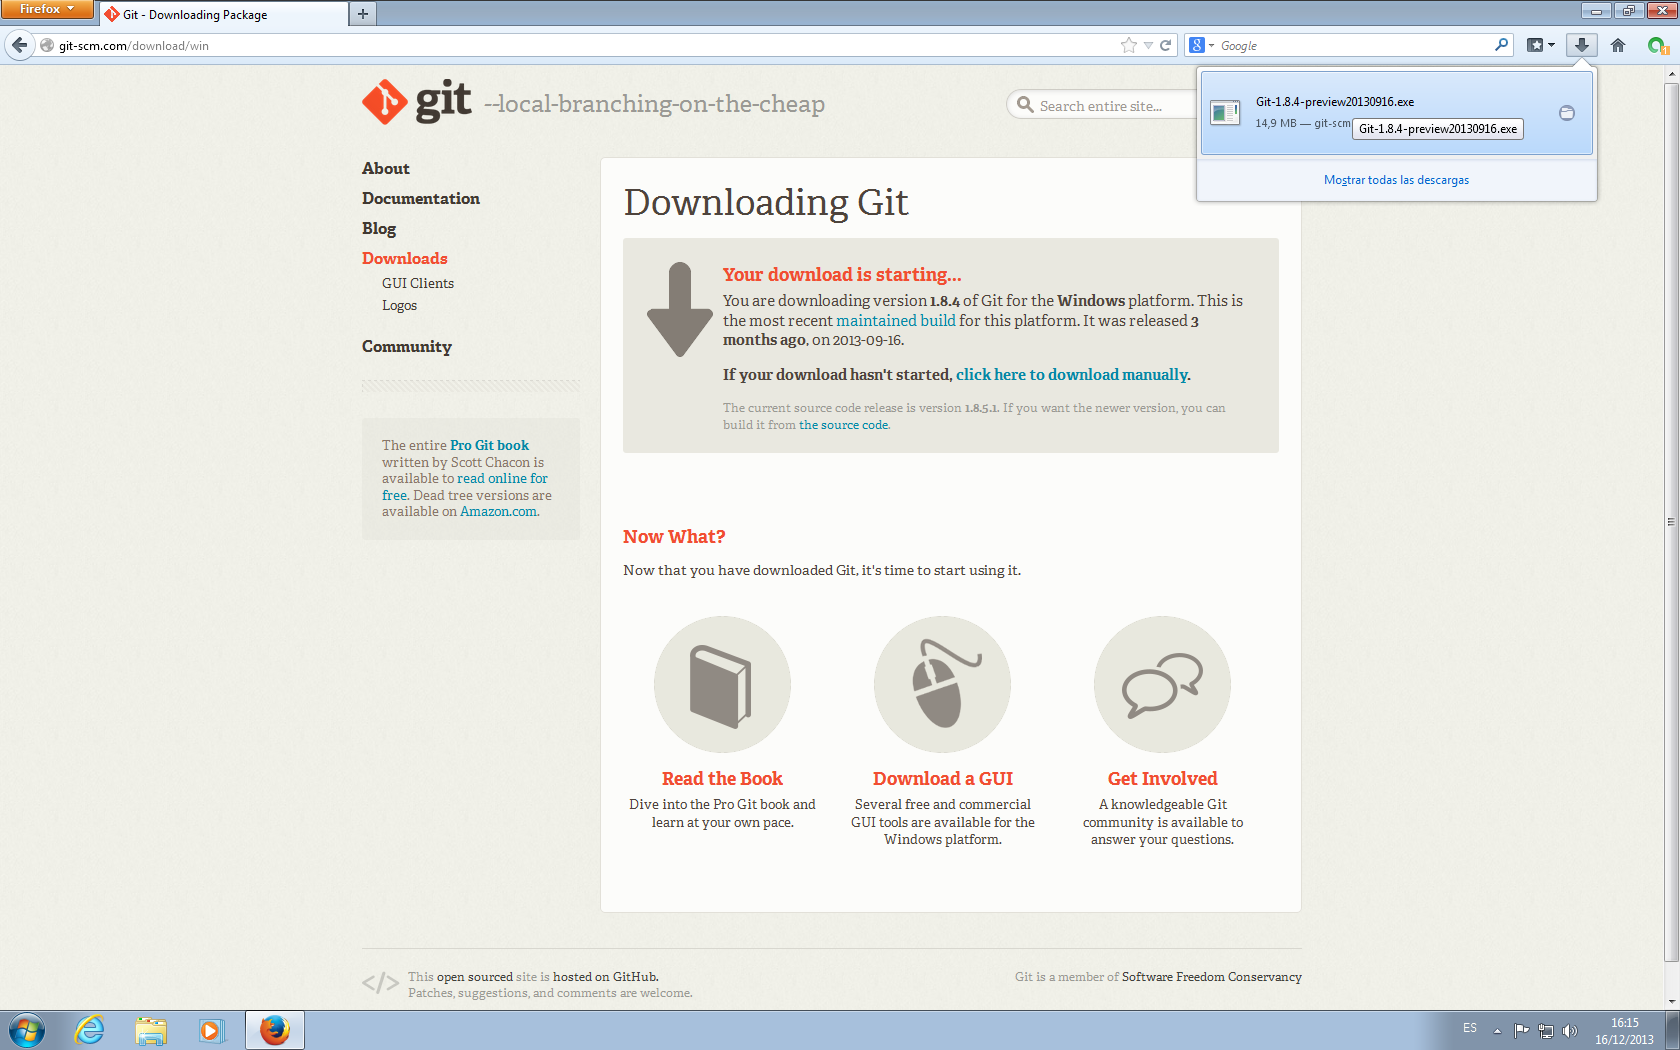 Firefox
Git - Downloading Package
git-scm.com/download/win
Google
git --local-branching-on-the-cheap
Search entire site...
Git-1.8.4-preview20130916.exe
14,9 MB — git-scm
Git-1.8.4-preview20130916.exe
Mostrar todas las descargas
About
Documentation
Blog
Downloads
GUI Clients
Logos
Community
The entire Pro Git book
written by Scott Chacon is
available to read online for
free. Dead tree versions are
available on Amazon.com.
Downloading Git
Your download is starting...
You are downloading version 1.8.4 of Git for the Windows platform. This is
the most recent maintained build for this platform. It was released 3
months ago, on 2013-09-16.
If your download hasn't started, click here to download manually.
The current source code release is version 1.8.5.1. If you want the newer version, you can
build it from the source code.
Now What?
Now that you have downloaded Git, it's time to start using it.
Read the Book
Dive into the Pro Git book and
learn at your own pace.
Download a GUI
Several free and commercial
GUI tools are available for the
Windows platform.
Get Involved
A knowledgeable Git
community is available to
answer your questions.
</> This open sourced site is hosted on GitHub.
Patches, suggestions, and comments are welcome.
Git is a member of Software Freedom Conservancy
ES
16:15
16/12/2013